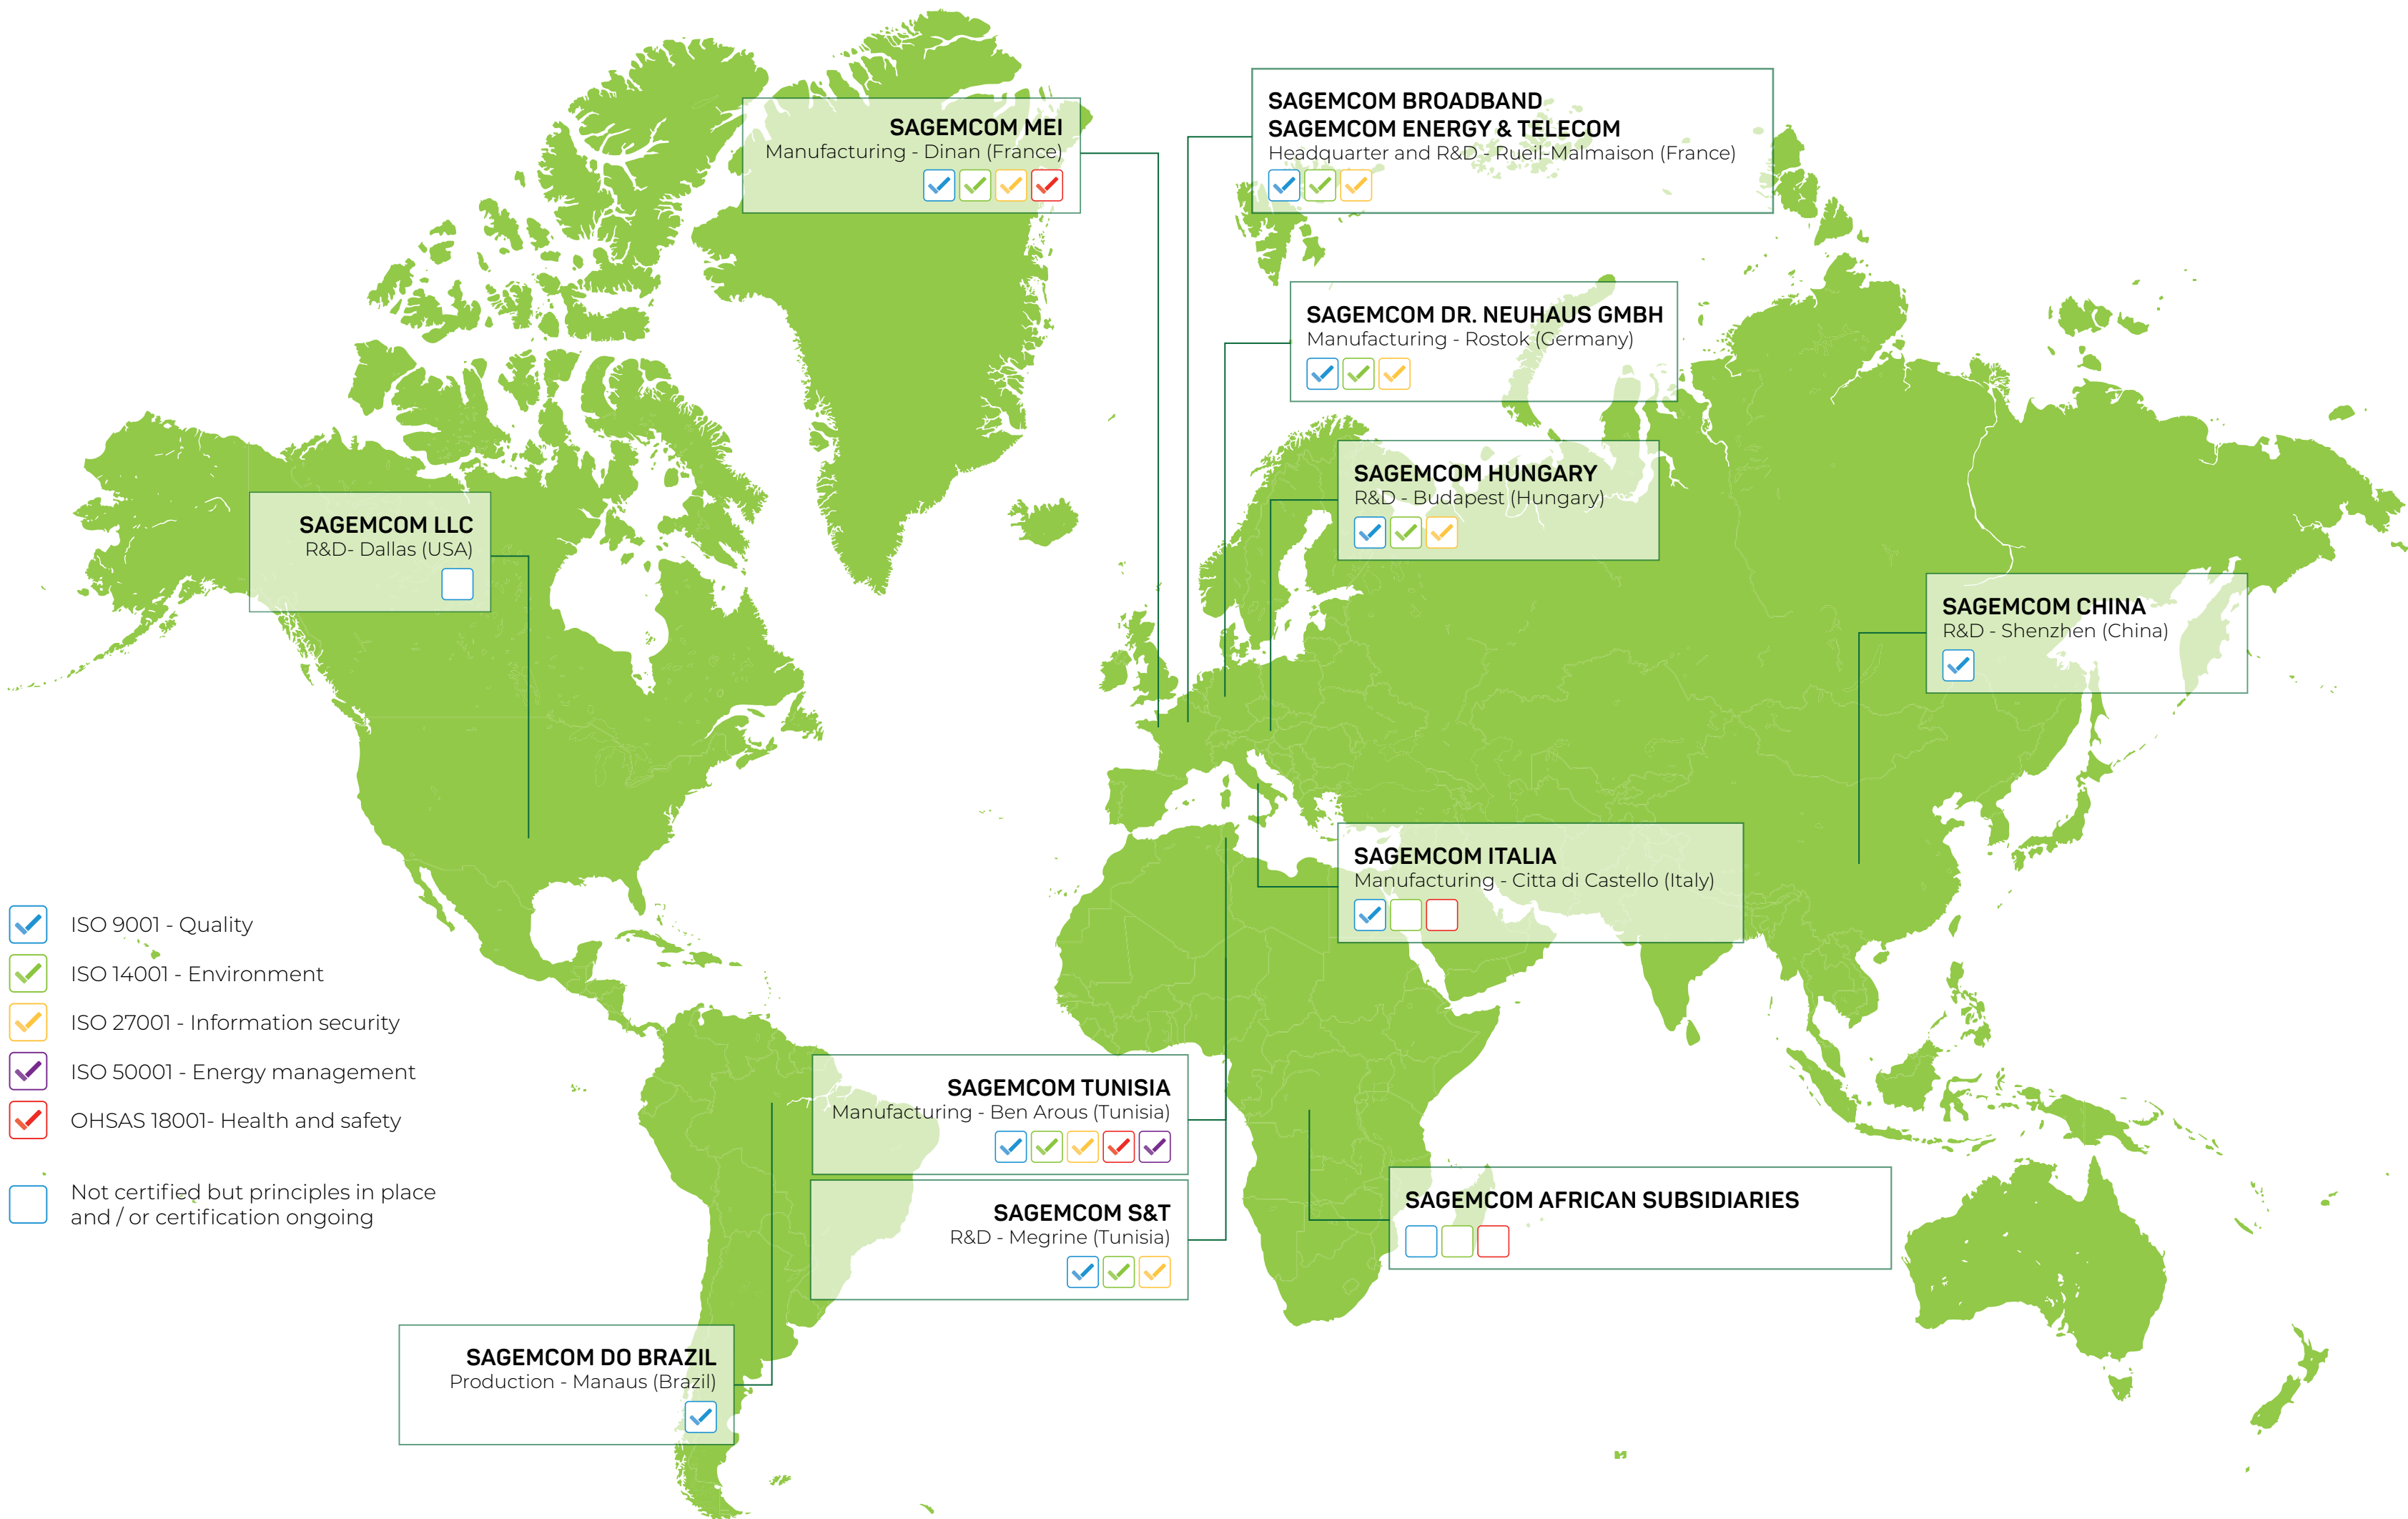 SAGEMCOM MEI
Manufacturing - Dinan (France)
SAGEMCOM BROADBAND
SAGEMCOM ENERGY & TELECOM
Headquarter and R&D - Rueil-Malmaison (France)
SAGEMCOM DR. NEUHAUS GMBH
Manufacturing - Rostok (Germany)
SAGEMCOM HUNGARY
R&D - Budapest (Hungary)
SAGEMCOM LLC
R&D- Dallas (USA)
SAGEMCOM CHINA
R&D - Shenzhen (China)
SAGEMCOM ITALIA
Manufacturing - Citta di Castello (Italy)
ISO 9001 - Quality
ISO 14001 - Environment
ISO 27001 - Information security
ISO 50001 - Energy management
OHSAS 18001- Health and safety
Not certified but principles in place
and / or certification ongoing
SAGEMCOM TUNISIA
Manufacturing - Ben Arous (Tunisia)
SAGEMCOM S&T
R&D - Megrine (Tunisia)
SAGEMCOM AFRICAN SUBSIDIARIES
SAGEMCOM DO BRAZIL
Production - Manaus (Brazil)